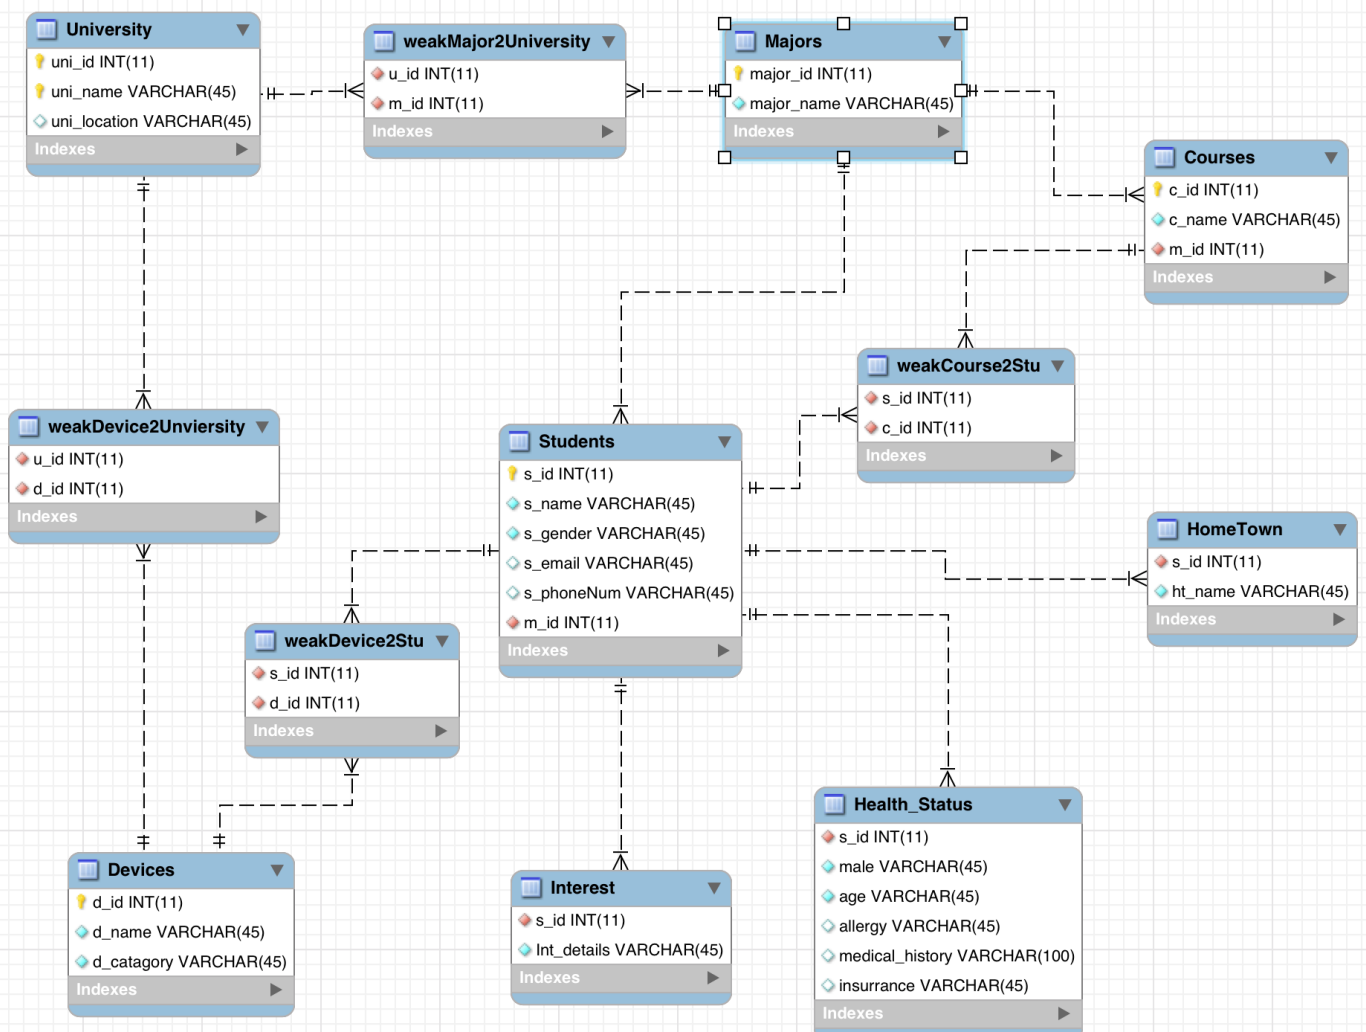 University
uni_id INT(11)
uni_name VARCHAR(45)
uni_location VARCHAR(45)
Indexes
weakMajor2University
u_id INT(11)
m_id INT(11)
Indexes
Majors
major_id INT(11)
major_name VARCHAR(45)
Indexes
Courses
c_id INT(11)
c_name VARCHAR(45)
m_id INT(11)
Indexes
weakCourse2Stu
s_id INT(11)
c_id INT(11)
Indexes
weakDevice2Unviersity
u_id INT(11)
d_id INT(11)
Indexes
Students
s_id INT(11)
s_name VARCHAR(45)
s_gender VARCHAR(45)
s_email VARCHAR(45)
s_phoneNum VARCHAR(45)
m_id INT(11)
Indexes
HomeTown
s_id INT(11)
ht_name VARCHAR(45)
Indexes
weakDevice2Stu
s_id INT(11)
d_id INT(11)
Indexes
Devices
d_id INT(11)
d_name VARCHAR(45)
d_catagory VARCHAR(45)
Indexes
Interest
s_id INT(11)
Int_details VARCHAR(45)
Indexes
Health_Status
s_id INT(11)
male VARCHAR(45)
age VARCHAR(45)
allergy VARCHAR(45)
medical_history VARCHAR(100)
insurrance VARCHAR(45)
Indexes